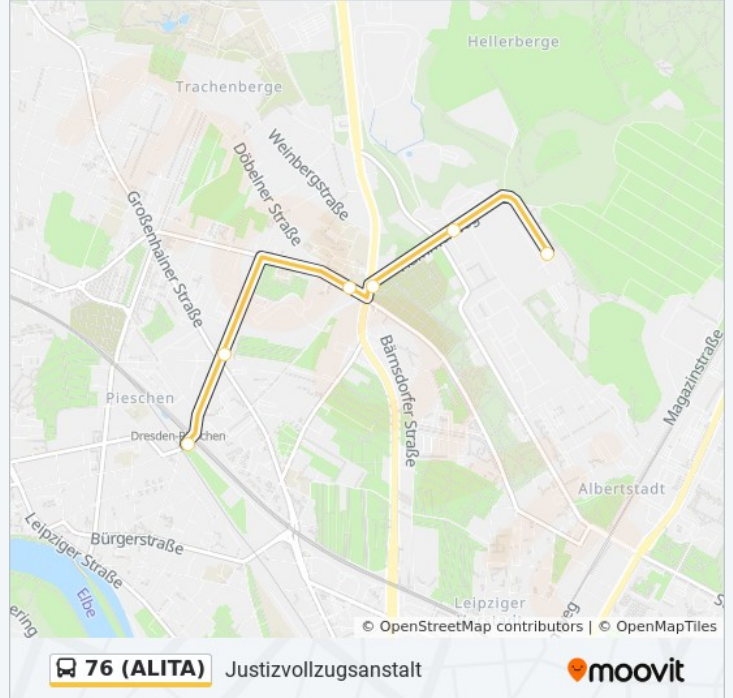 Hellerberge
Trachenberge
Weinbergstraße
Döbelner Straße
Großenhainer Straße
Bärnsdorfer Straße
Magazinstraße
Pieschen
Albertstadt
Bürgerstraße
Leipziger Straße
Elbe
Leipziger
© OpenStreetMap contributors | © OpenMapTiles
76 (ALITA) Justizvollzugsanstalt moovit